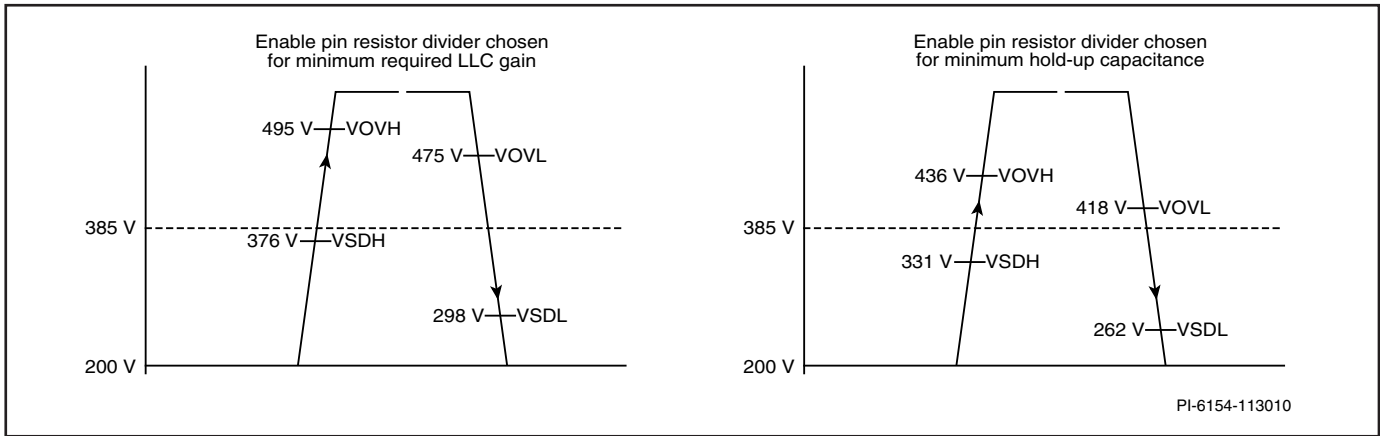 Enable pin resistor divider chosen
for minimum required LLC gain
495 V VOVH
475 V VOVL
385 V
376 V VSDH
298 V VSDL
200 V
Enable pin resistor divider chosen
for minimum hold-up capacitance
436 V VOVH
418 V VOVL
385 V
331 V VSDH
262 V VSDL
200 V
PI-6154-113010